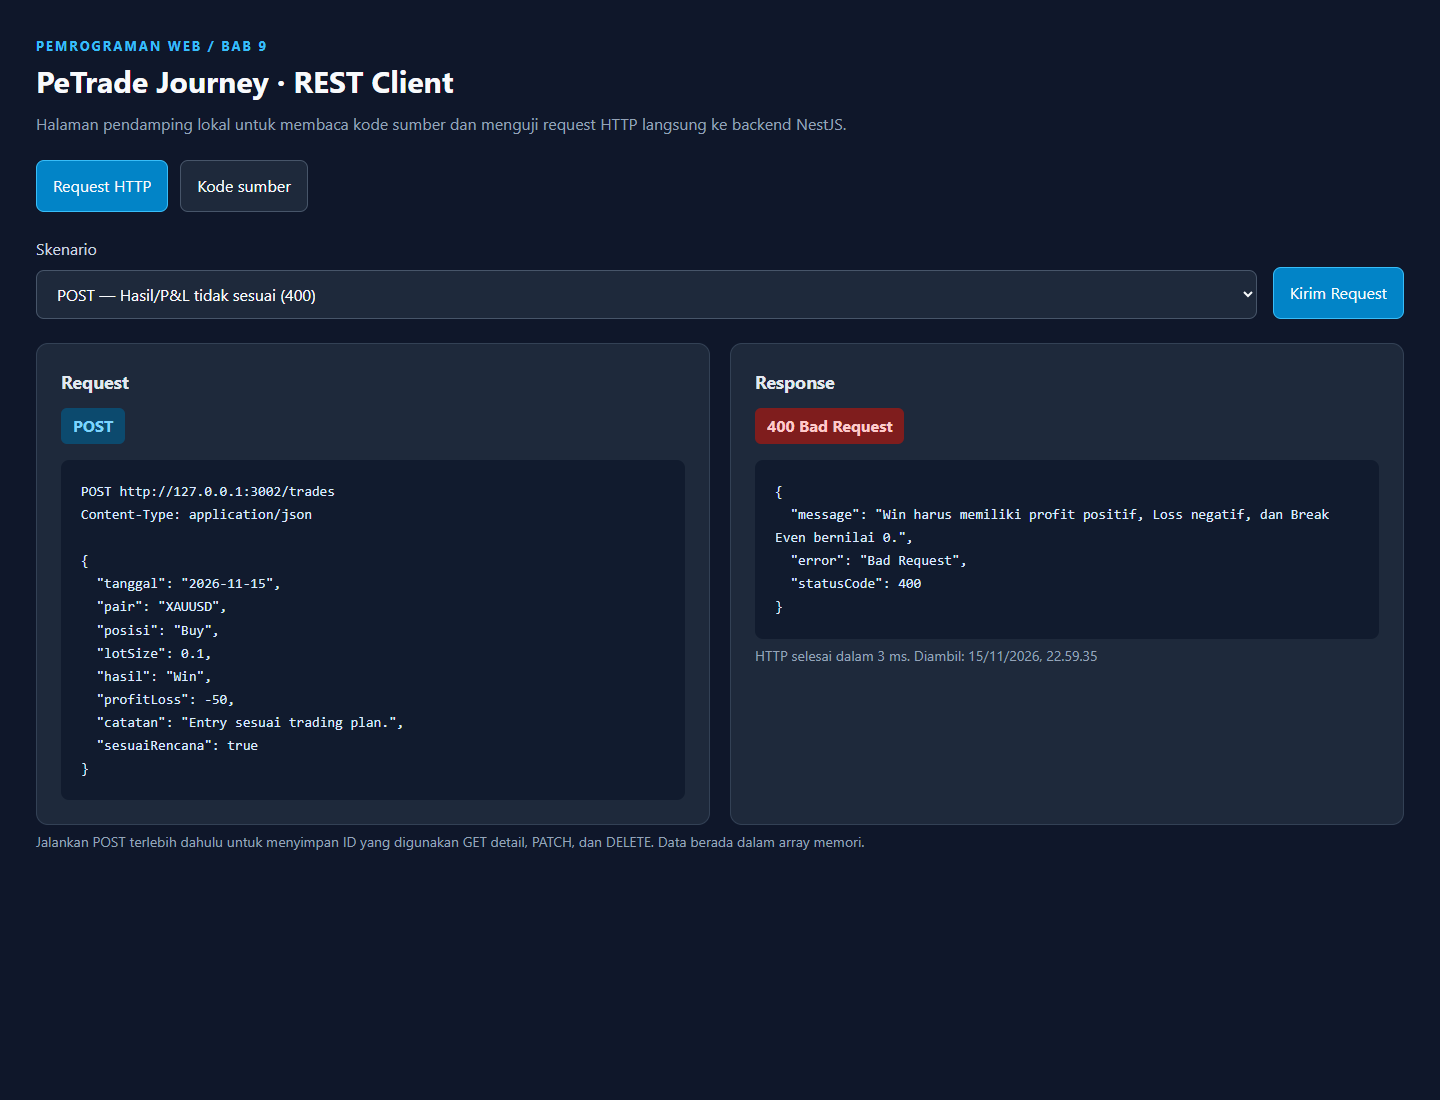 PEMROGRAMAN WEB / BAB 9
PeTrade Journey · REST Client
Halaman pendamping lokal untuk membaca kode sumber dan menguji request HTTP langsung ke backend NestJS.
Request HTTP
Kode sumber
Skenario
POST — Hasil/P&L tidak sesuai (400)
Kirim Request
Request
POST
POST http://127.0.0.1:3002/trades
Content-Type: application/json
{
  "tanggal": "2026-11-15",
  "pair": "XAUUSD",
  "posisi": "Buy",
  "lotSize": 0.1,
  "hasil": "Win",
  "profitLoss": -50,
  "catatan": "Entry sesuai trading plan.",
  "sesuaiRencana": true
}
Response
400 Bad Request
{
  "message": "Win harus memiliki profit positif, Loss negatif, dan Break
Even bernilai 0.",
  "error": "Bad Request",
  "statusCode": 400
}
HTTP selesai dalam 3 ms. Diambil: 15/11/2026, 22.59.35
Jalankan POST terlebih dahulu untuk menyimpan ID yang digunakan GET detail, PATCH, dan DELETE. Data berada dalam array memori.